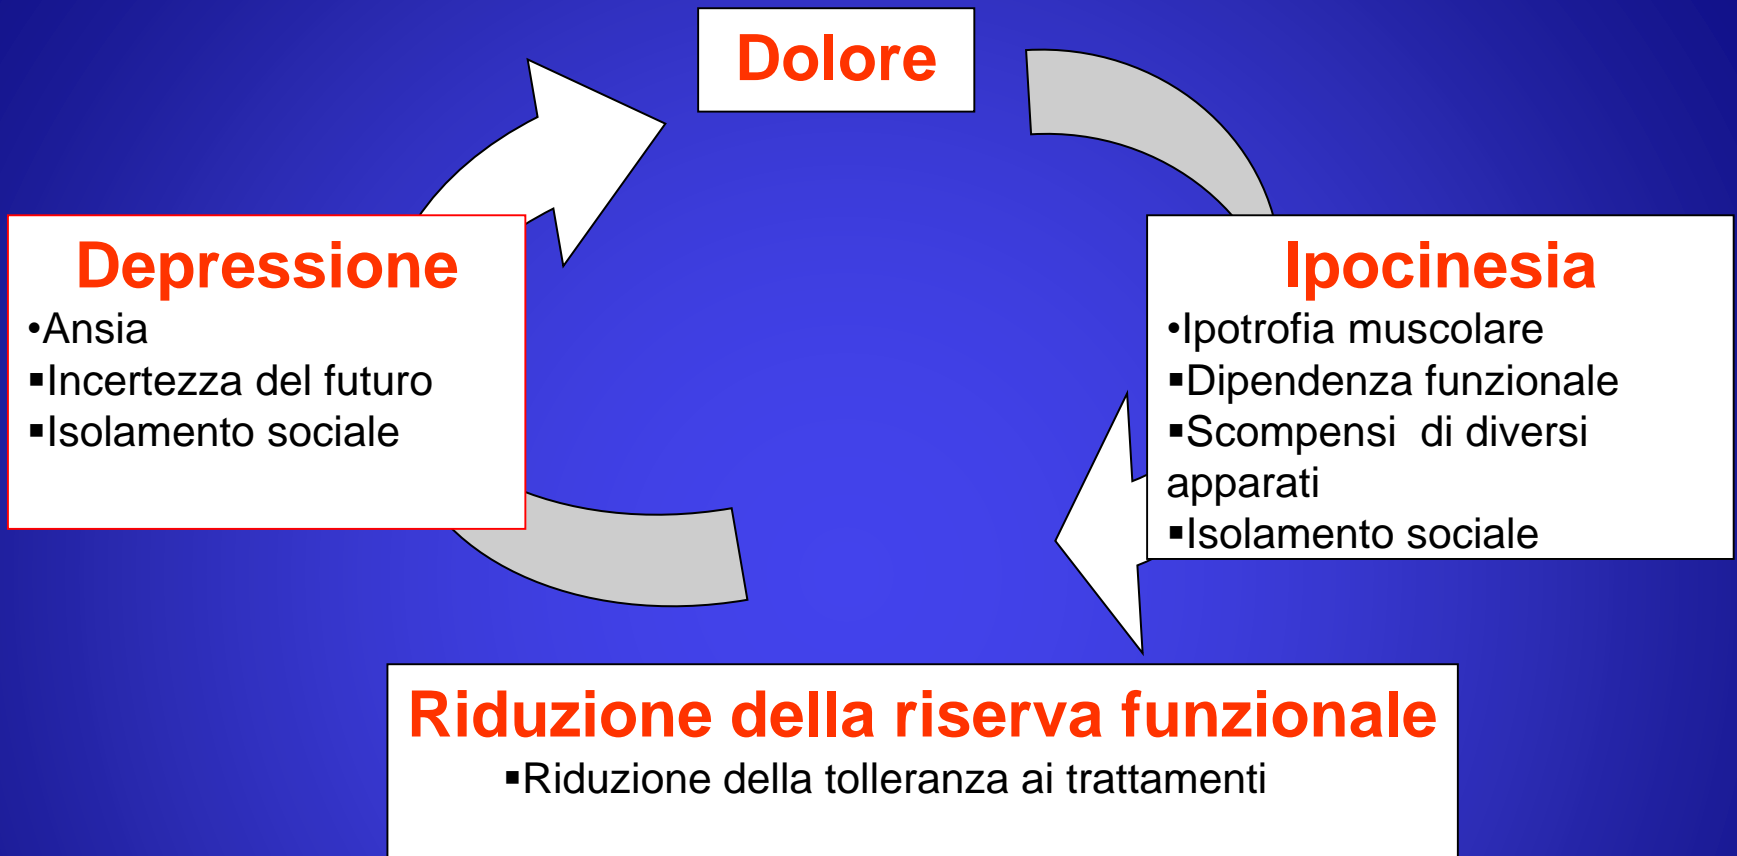 Dolore
Depressione
•Ansia
▪Incertezza del futuro
▪Isolamento sociale
Ipocinesia
•Ipotrofia muscolare
▪Dipendenza funzionale
▪Scompensi di diversi
apparati
▪Isolamento sociale
Riduzione della riserva funzionale
▪Riduzione della tolleranza ai trattamenti